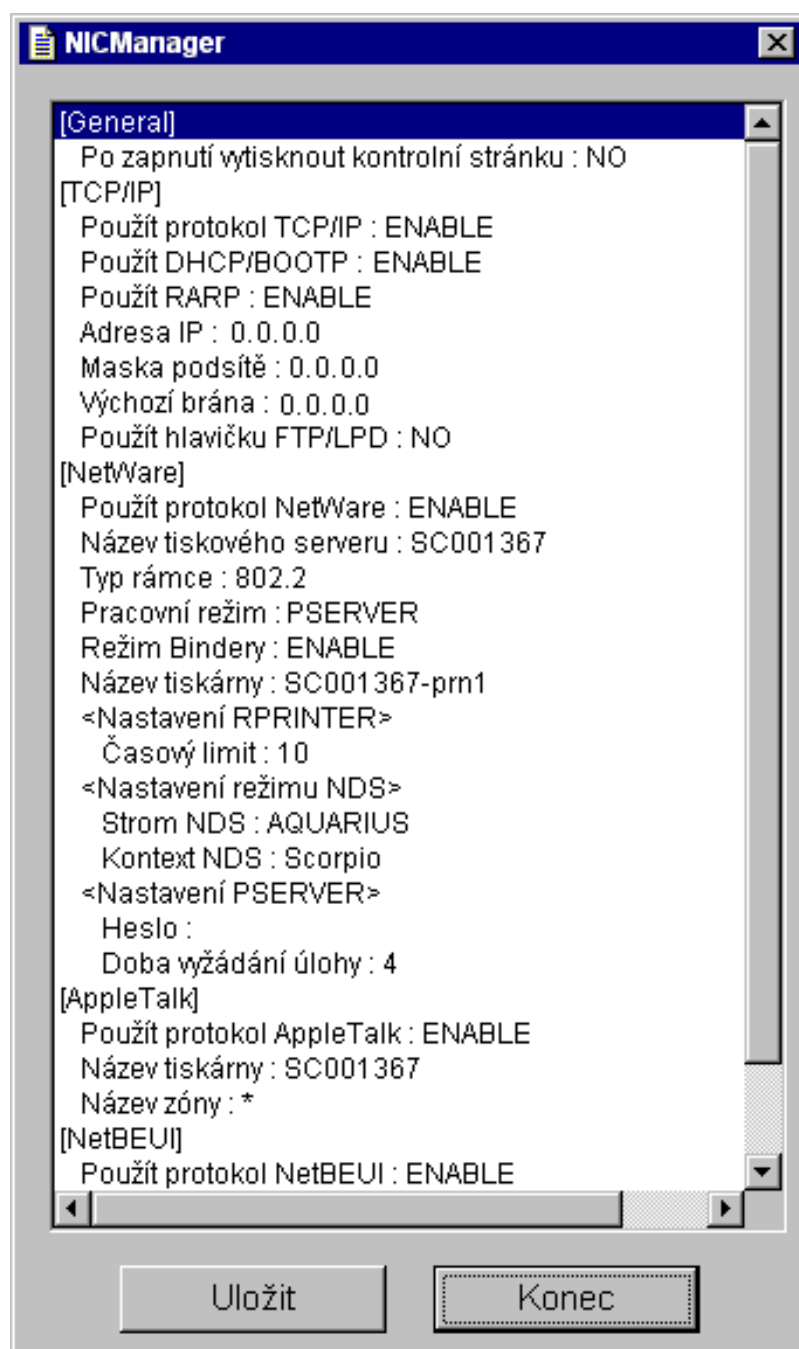 NICManager
[General]
Po zapnutí vytisknout kontrolní stránku : NO
[TCP/IP]
Použít protokol TCP/IP : ENABLE
Použít DHCP/BOOTP : ENABLE
Použít RARP : ENABLE
Adresa IP : 0.0.0.0
Maska podsítě : 0.0.0.0
Výchozí brána : 0.0.0.0
Použít hlavičku FTP/LPD : NO
[NetWare]
Použít protokol NetWare : ENABLE
Název tiskového serveru : SC001367
Typ rámce : 802.2
Pracovní režim : PSERVER
Režim Bindery : ENABLE
Název tiskárny : SC001367-prn1
<Nastavení RPRINTER>
Časový limit : 10
<Nastavení režimu NDS>
Strom NDS : AQUARIUS
Kontext NDS : Scorpio
<Nastavení PSERVER>
Heslo :
Doba vyžádání úlohy : 4
[AppleTalk]
Použít protokol AppleTalk : ENABLE
Název tiskárny : SC001367
Název zóny : *
[NetBEUI]
Použít protokol NetBEUI : ENABLE
Uložit
Konec